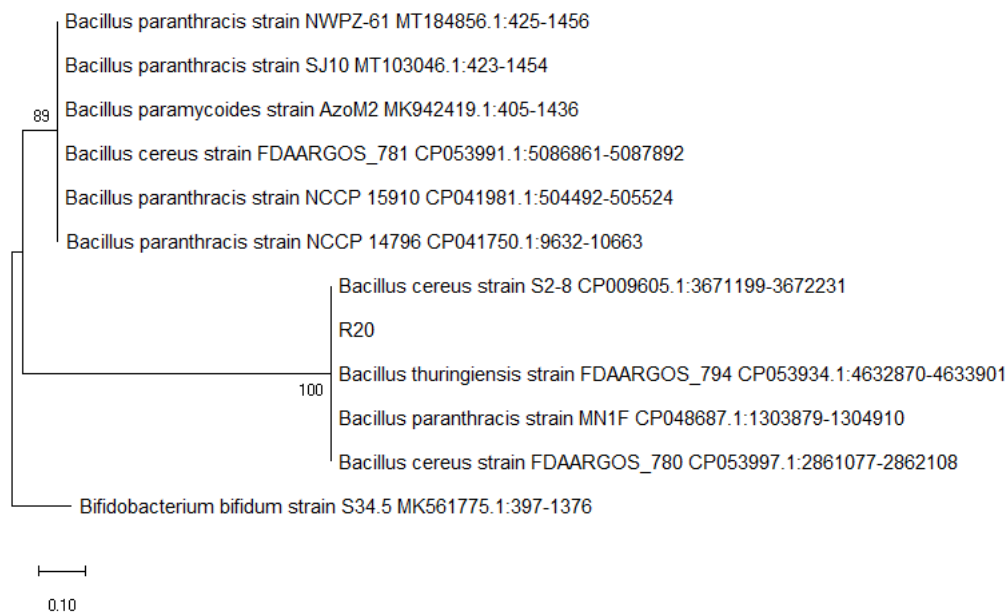 Bacillus paranthracis strain NWPZ-61 MT184856.1:425-1456
Bacillus paranthracis strain SJ10 MT103046.1:423-1454
Bacillus paramycoides strain AzoM2 MK942419.1:405-1436
89
Bacillus cereus strain FDAARGOS_781 CP053991.1:5086861-5087892
Bacillus paranthracis strain NCCP 15910 CP041981.1:504492-505524
Bacillus paranthracis strain NCCP 14796 CP041750.1:9632-10663
Bacillus cereus strain S2-8 CP009605.1:3671199-3672231
R20
Bacillus thuringiensis strain FDAARGOS_794 CP053934.1:4632870-4633901
100
Bacillus paranthracis strain MN1F CP048687.1:1303879-1304910
Bacillus cereus strain FDAARGOS_780 CP053997.1:2861077-2862108
Bifidobacterium bifidum strain S34.5 MK561775.1:397-1376
0.10